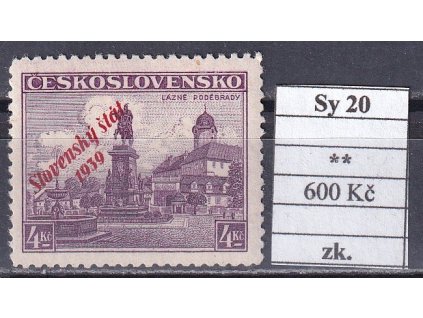 ČESKOSLOVENSKO
LÁZNĚ PODĚBRADY
Slovenský štát
1939
4Kč
4Kč
Sy 20
**
600 Kč
zk.